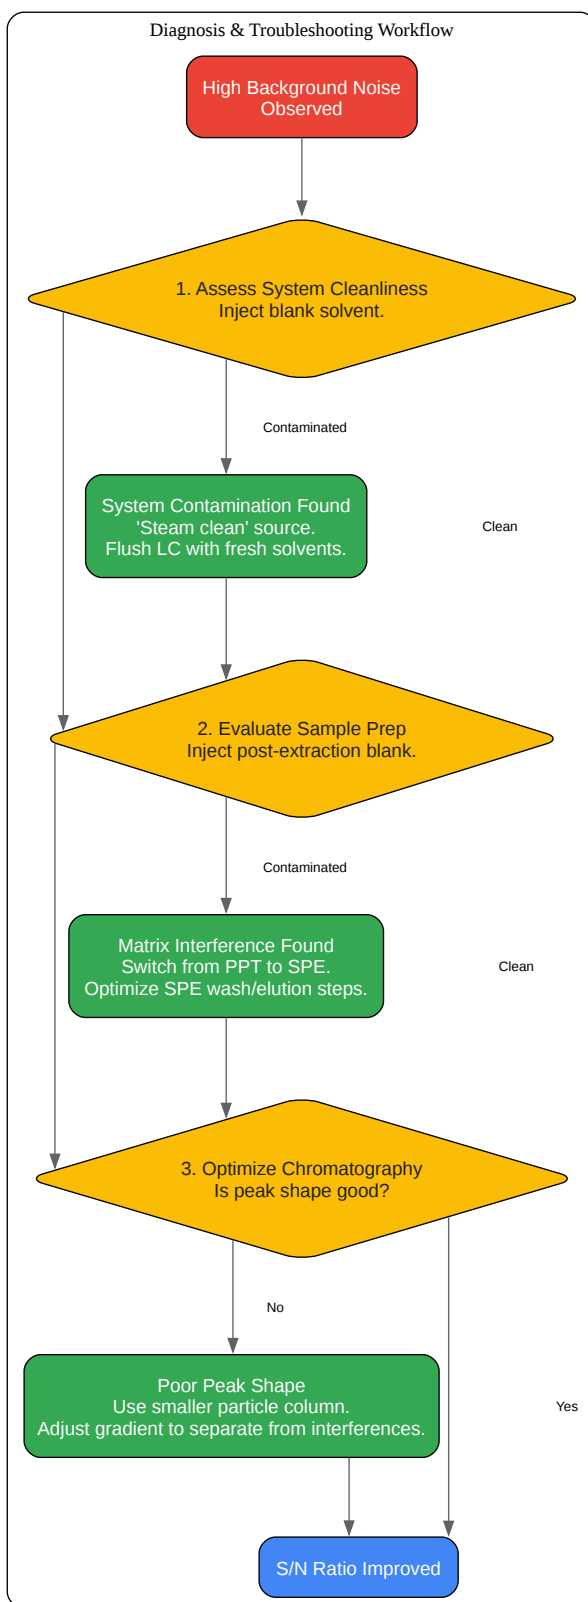 Diagnosis & Troubleshooting Workflow
High Background Noise
Observed
1. Assess System Cleanliness
Inject blank solvent.
Contaminated
System Contamination Found
'Steam clean' source.
Flush LC with fresh solvents.
Clean
2. Evaluate Sample Prep
Inject post-extraction blank.
Contaminated
Matrix Interference Found
Switch from PPT to SPE.
Optimize SPE wash/elution steps.
Clean
3. Optimize Chromatography
Is peak shape good?
No
Poor Peak Shape
Use smaller particle column.
Adjust gradient to separate from interferences.
Yes
S/N Ratio Improved